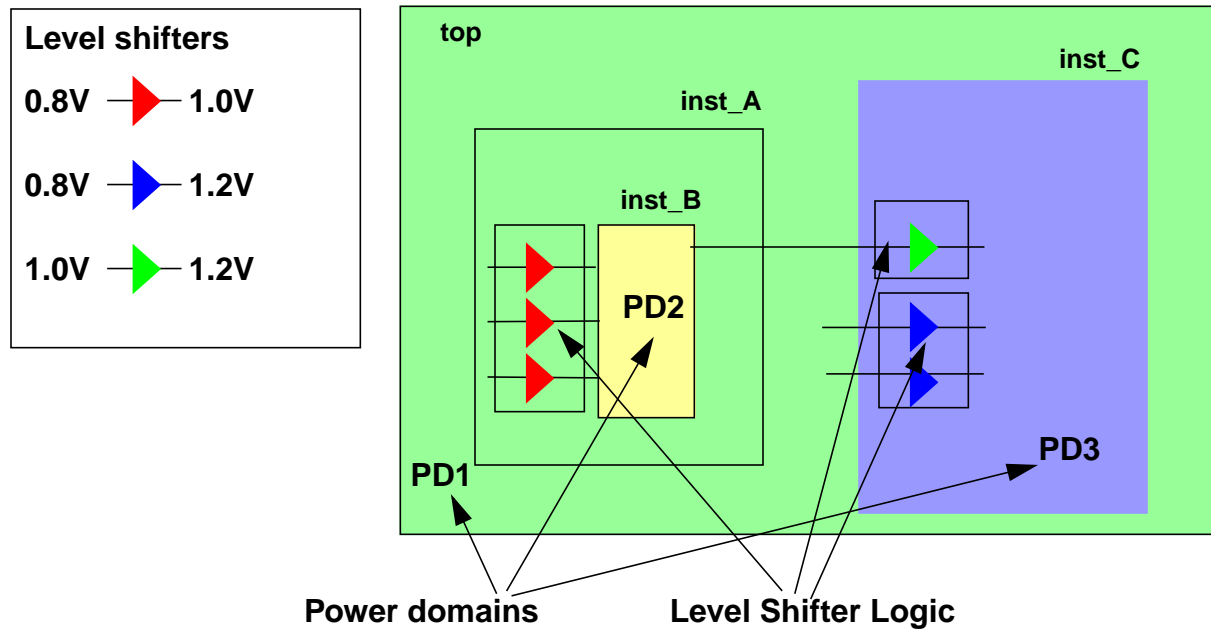 Level shifters
0.8V 1.0V
0.8V 1.2V
1.0V 1.2V
top
inst_C
inst_A
inst_B
PD2
PD3
PD1
Power domains
Level Shifter Logic